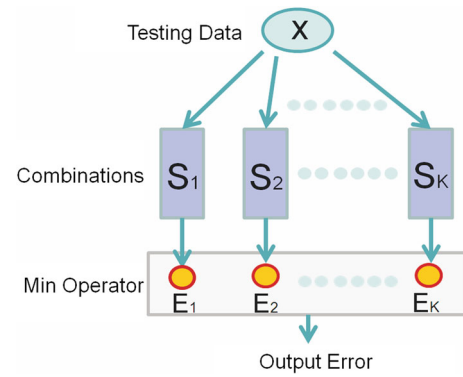 Testing Data X
Combinations S1 S2 SK
Min Operator
E1 E2 EK
Output Error